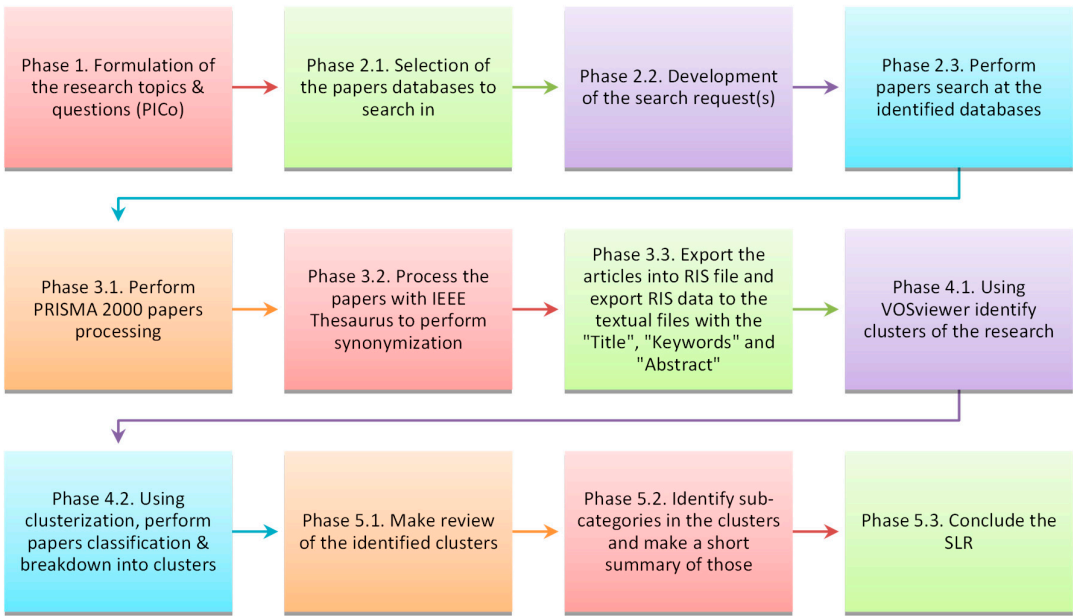 Phase 1. Formulation of
the research topics &
questions (PICo)
Phase 2.1. Selection of
the papers databases to
search in
Phase 2.2. Development
of the search request(s)
Phase 2.3. Perform
papers search at the
identified databases
Phase 3.1. Perform
PRISMA 2000 papers
processing
Phase 3.2. Process the
papers with IEEE
Thesaurus to perform
synonymization
Phase 3.3. Export the
articles into RIS file and
export RIS data to the
textual files with the
"Title", "Keywords" and
"Abstract"
Phase 4.1. Using
VOSviewer identify
clusters of the research
Phase 4.2. Using
clusterization, perform
papers classification &
breakdown into clusters
Phase 5.1. Make review
of the identified clusters
Phase 5.2. Identify sub-
categories in the clusters
and make a short
summary of those
Phase 5.3. Conclude the
SLR